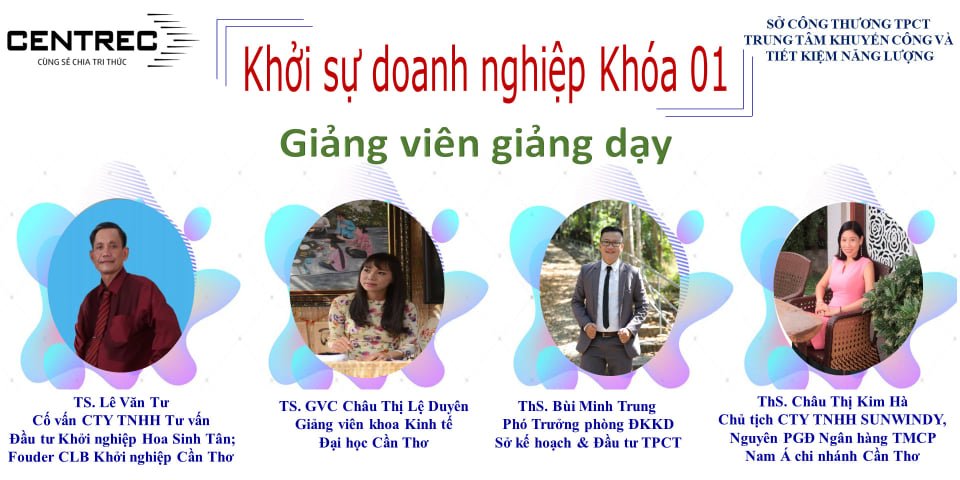 CENTREC
CÙNG SẺ CHIA TRI THỨC
SỞ CÔNG THƯƠNG TPCT
TRUNG TÂM KHUYẾN CÔNG VÀ
TIẾT KIỆM NĂNG LƯỢNG
Khởi sự doanh nghiệp Khóa 01
Giảng viên giảng dạy
TS. Lê Văn Tư
Cố vấn CTY TNHH Tư vấn
Đầu tư Khởi nghiệp Hoa Sinh Tân;
Fouder CLB Khởi nghiệp Cần Thơ
TS. GVC Châu Thị Lệ Duyên
Giảng viên khoa Kinh tế
Đại học Cần Thơ
ThS. Bùi Minh Trung
Phó Trưởng phòng ĐKKD
Sở kế hoạch & Đầu tư TPCT
ThS. Châu Thị Kim Hà
Chủ tịch CTY TNHH SUNWINDY,
Nguyên PGĐ Ngân hàng TMCP
Nam Á chi nhánh Cần Thơ